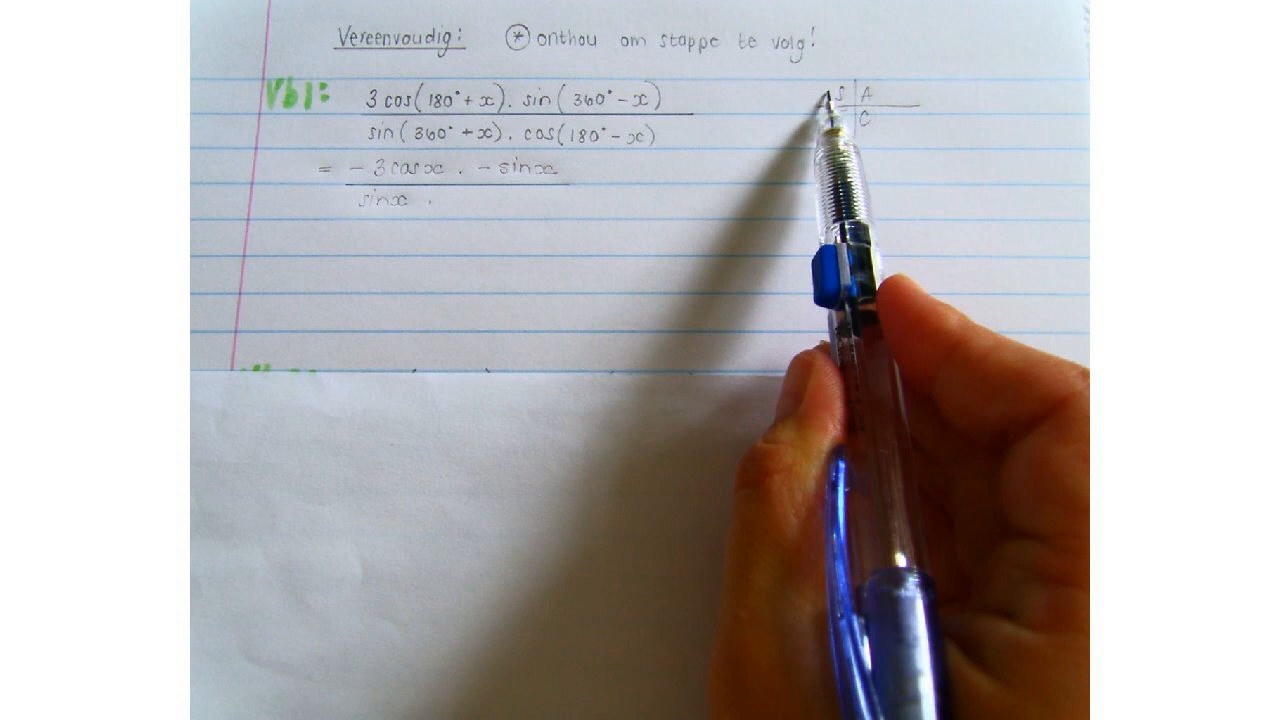 Vereenvoudig: * onthou om stappe te volg!
Vb1: 3 cos(180° + x) . sin(360° - x)
sin(360° + x) . cos(180° - x)
= - 3 cos x . - sin x
sin x .
S A
C